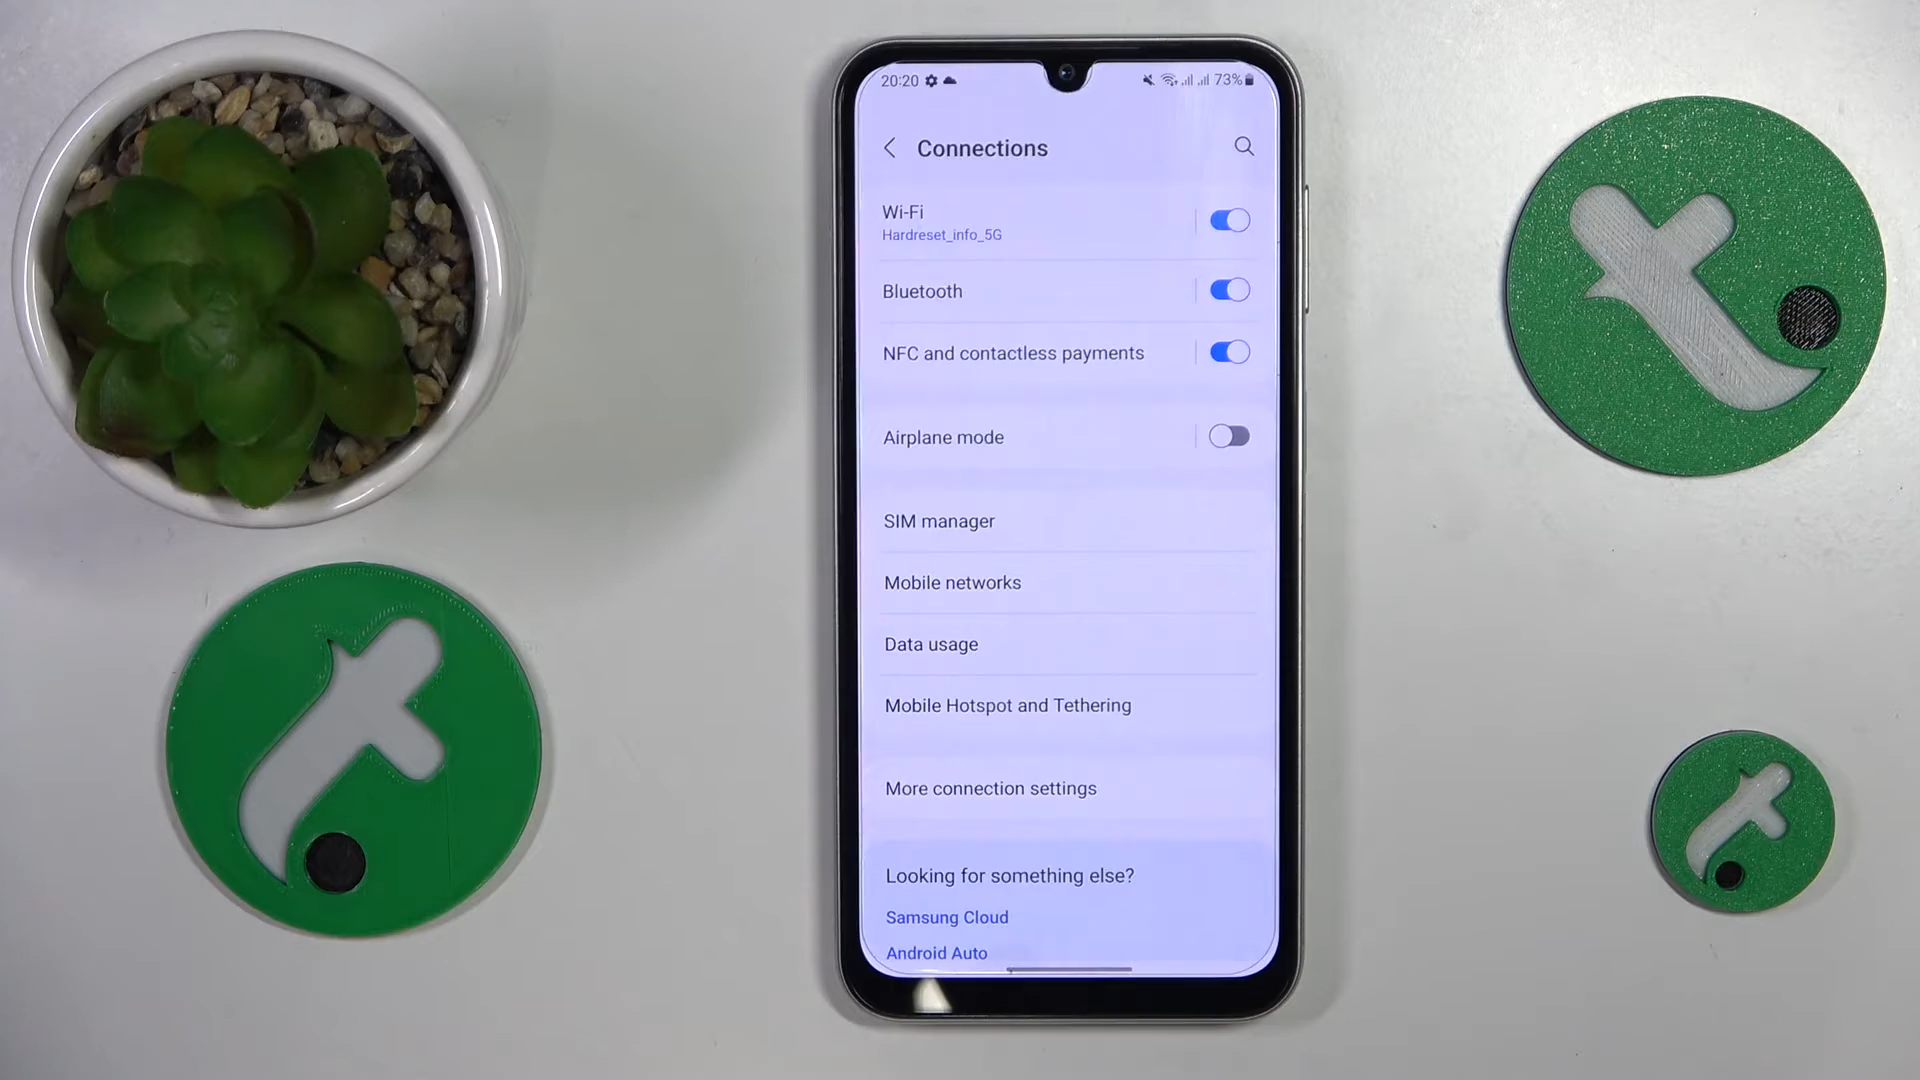 20:20 73%
Connections
Wi-Fi
Hardreset_info_5G
Bluetooth
NFC and contactless payments
Airplane mode
SIM manager
Mobile networks
Data usage
Mobile Hotspot and Tethering
More connection settings
Looking for something else?
Samsung Cloud
Android Auto